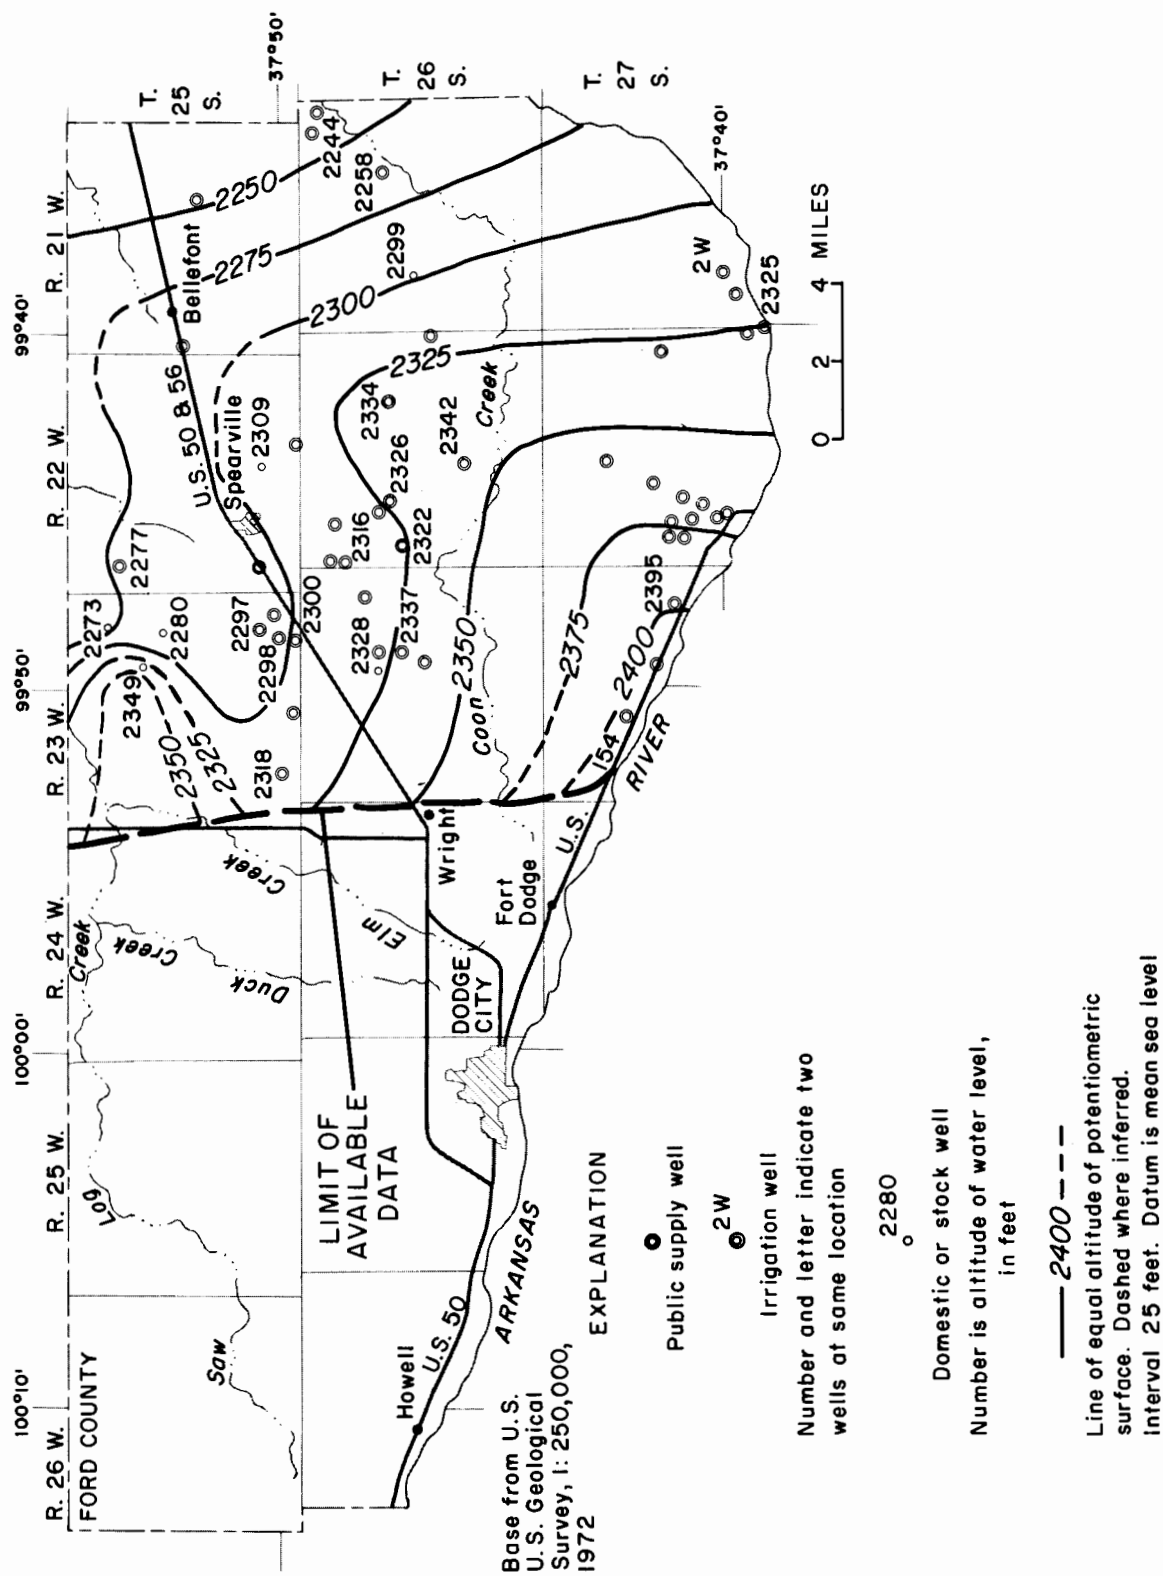 R. 26 W.
100°10'
R. 25 W.
100°00'
R. 24 W.
R. 23 W.
99°50'
R. 22 W.
99°40'
R. 21 W.
FORD COUNTY
T.
25
S.
37°50'
T.
26
S.
T.
27
S.
37°40'
Saw
Log
Creek
Duck
Creek
Elm
Creek
LIMIT OF
AVAILABLE
DATA
Howell
U.S. 50
ARKANSAS
RIVER
DODGE
CITY
Fort
Dodge
Wright
U.S.
154
Coon
Creek
Spearville
U.S. 50 & 56
Bellefont
2349
2350
2325
2318
2273
2280
2277
2297
2298
2300
2309
2328
2337
2316
2322
2326
2334
2342
2350
2375
2400
2395
2325
2300
2275
2250
2244
2258
2299
2W
2325
0
2
4 MILES
Base from U.S.
U.S. Geological
Survey, 1: 250,000,
1972
EXPLANATION
Public supply well
2W
Irrigation well
Number and letter indicate two
wells at same location
2280
Domestic or stock well
Number is altitude of water level,
in feet
2400
Line of equal altitude of potentiometric
surface. Dashed where inferred.
Interval 25 feet. Datum is mean sea level